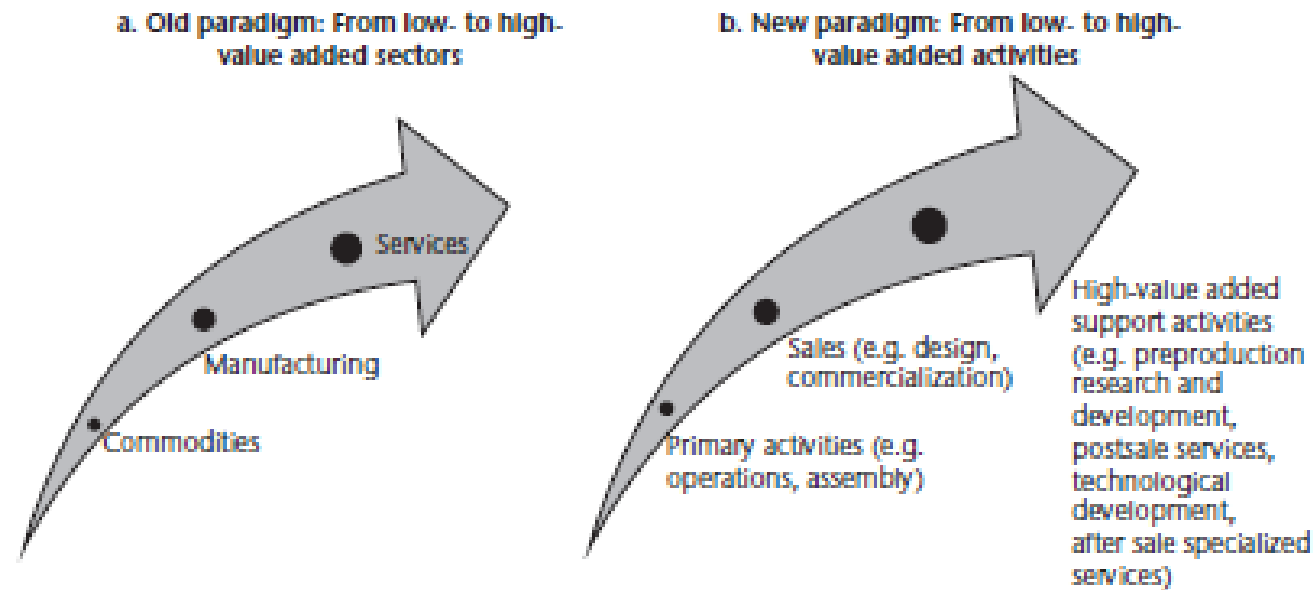 a. Old paradigm: From low- to high-
value added sectors
Services
Manufacturing
Commodities
b. New paradigm: From low- to high-
value added activities
Sales (e.g. design,
commercialization)
Primary activities (e.g.
operations, assembly)
High-value added
support activities
(e.g. preproduction
research and
development,
postsale services,
technological
development,
after sale specialized
services)